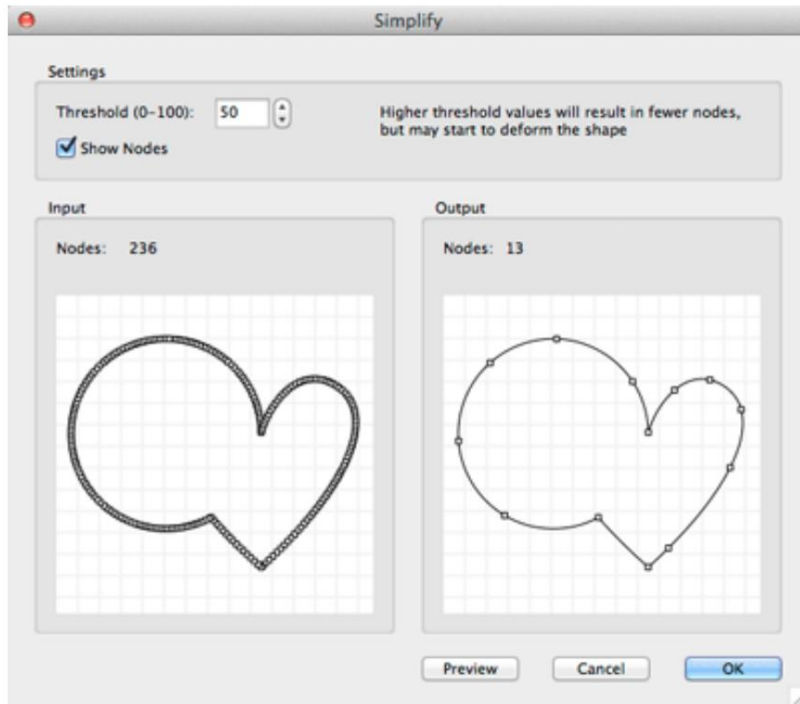 Simplify
Settings
Threshold (0-100): 50
Higher threshold values will result in fewer nodes,
but may start to deform the shape
Show Nodes
Input
Nodes: 236
Output
Nodes: 13
Preview
Cancel
OK